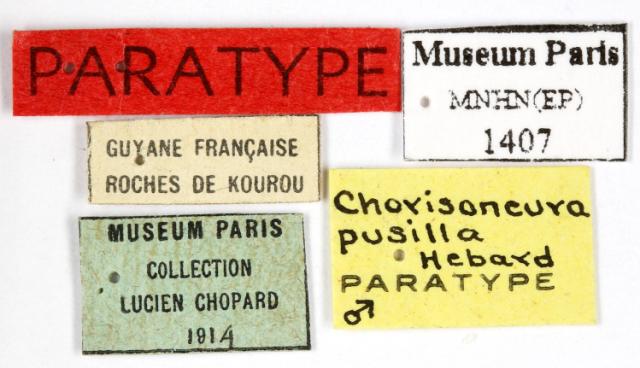 PARATYPE
Museum Paris
MNHN(EP)
1407
GUYANE FRANÇAISE
ROCHES DE KOUROU
MUSEUM PARIS
COLLECTION
LUCIEN CHOPARD
1914
Chorisoneura
pusilla
Hebard
PARATYPE
♂